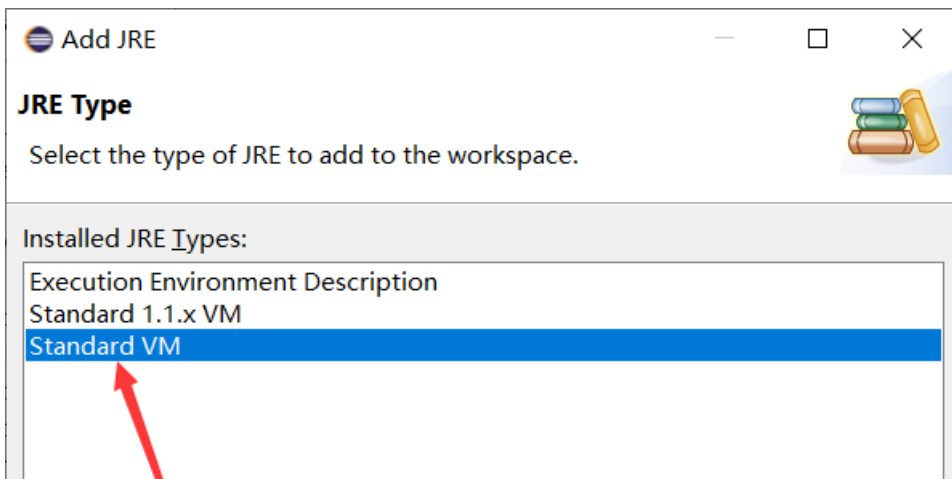 Add JRE
JRE Type
Select the type of JRE to add to the workspace.
Installed JRE Types:
Execution Environment Description
Standard 1.1.x VM
Standard VM